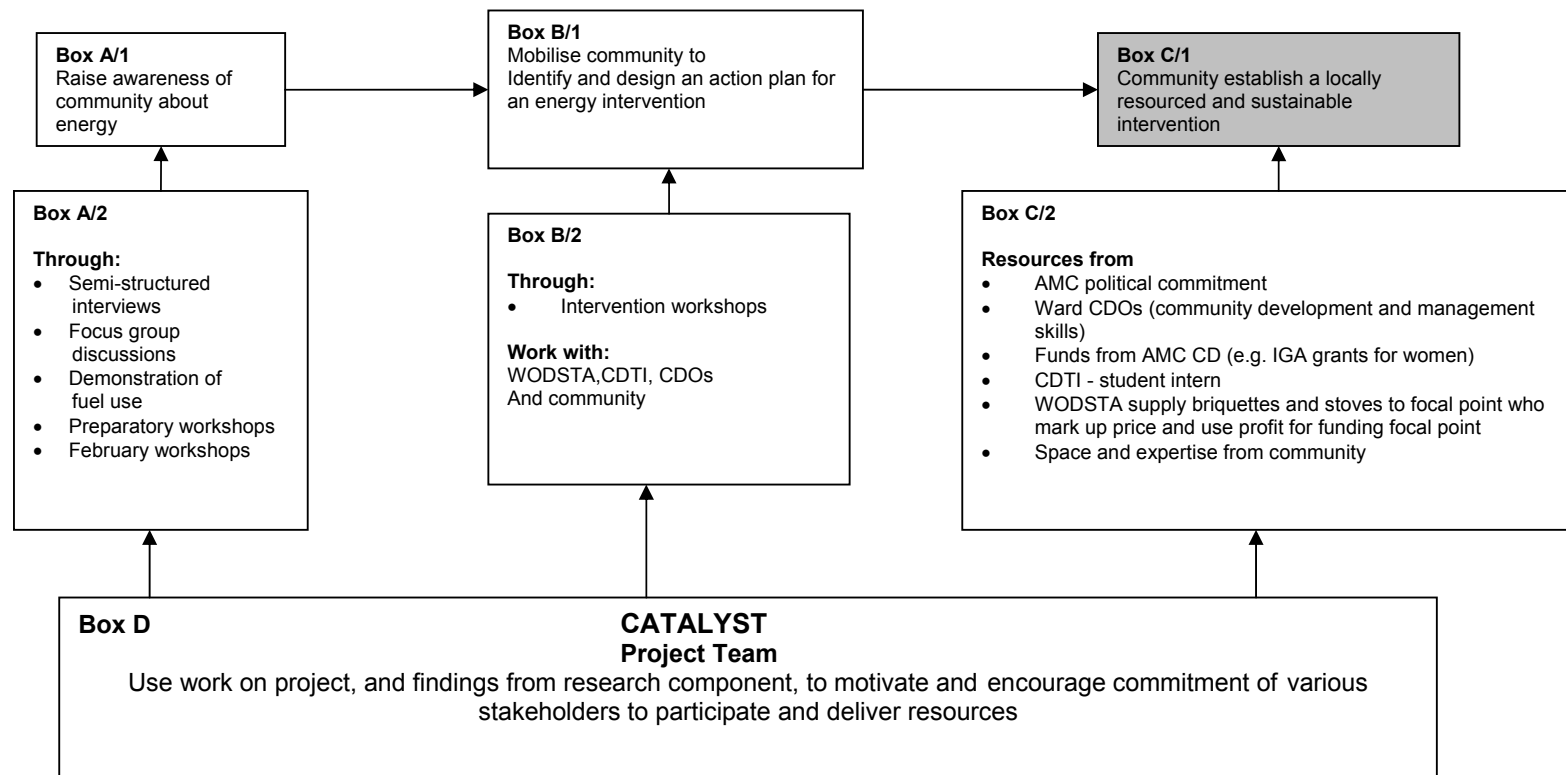 Box A/1
Raise awareness of
community about
energy
Box B/1
Mobilise community to
Identify and design an action plan for
an energy intervention
Box C/1
Community establish a locally
resourced and sustainable
intervention
Box A/2
Through:
• Semi-structured
interviews
• Focus group
discussions
• Demonstration of
fuel use
• Preparatory workshops
• February workshops
Box B/2
Through:
• Intervention workshops
Work with:
WODSTA,CDTI, CDOs
And community
Box C/2
Resources from
• AMC political commitment
• Ward CDOs (community development and management
skills)
• Funds from AMC CD (e.g. IGA grants for women)
• CDTI - student intern
• WODSTA supply briquettes and stoves to focal point who
mark up price and use profit for funding focal point
• Space and expertise from community
Box D
CATALYST
Project Team
Use work on project, and findings from research component, to motivate and encourage commitment of various
stakeholders to participate and deliver resources